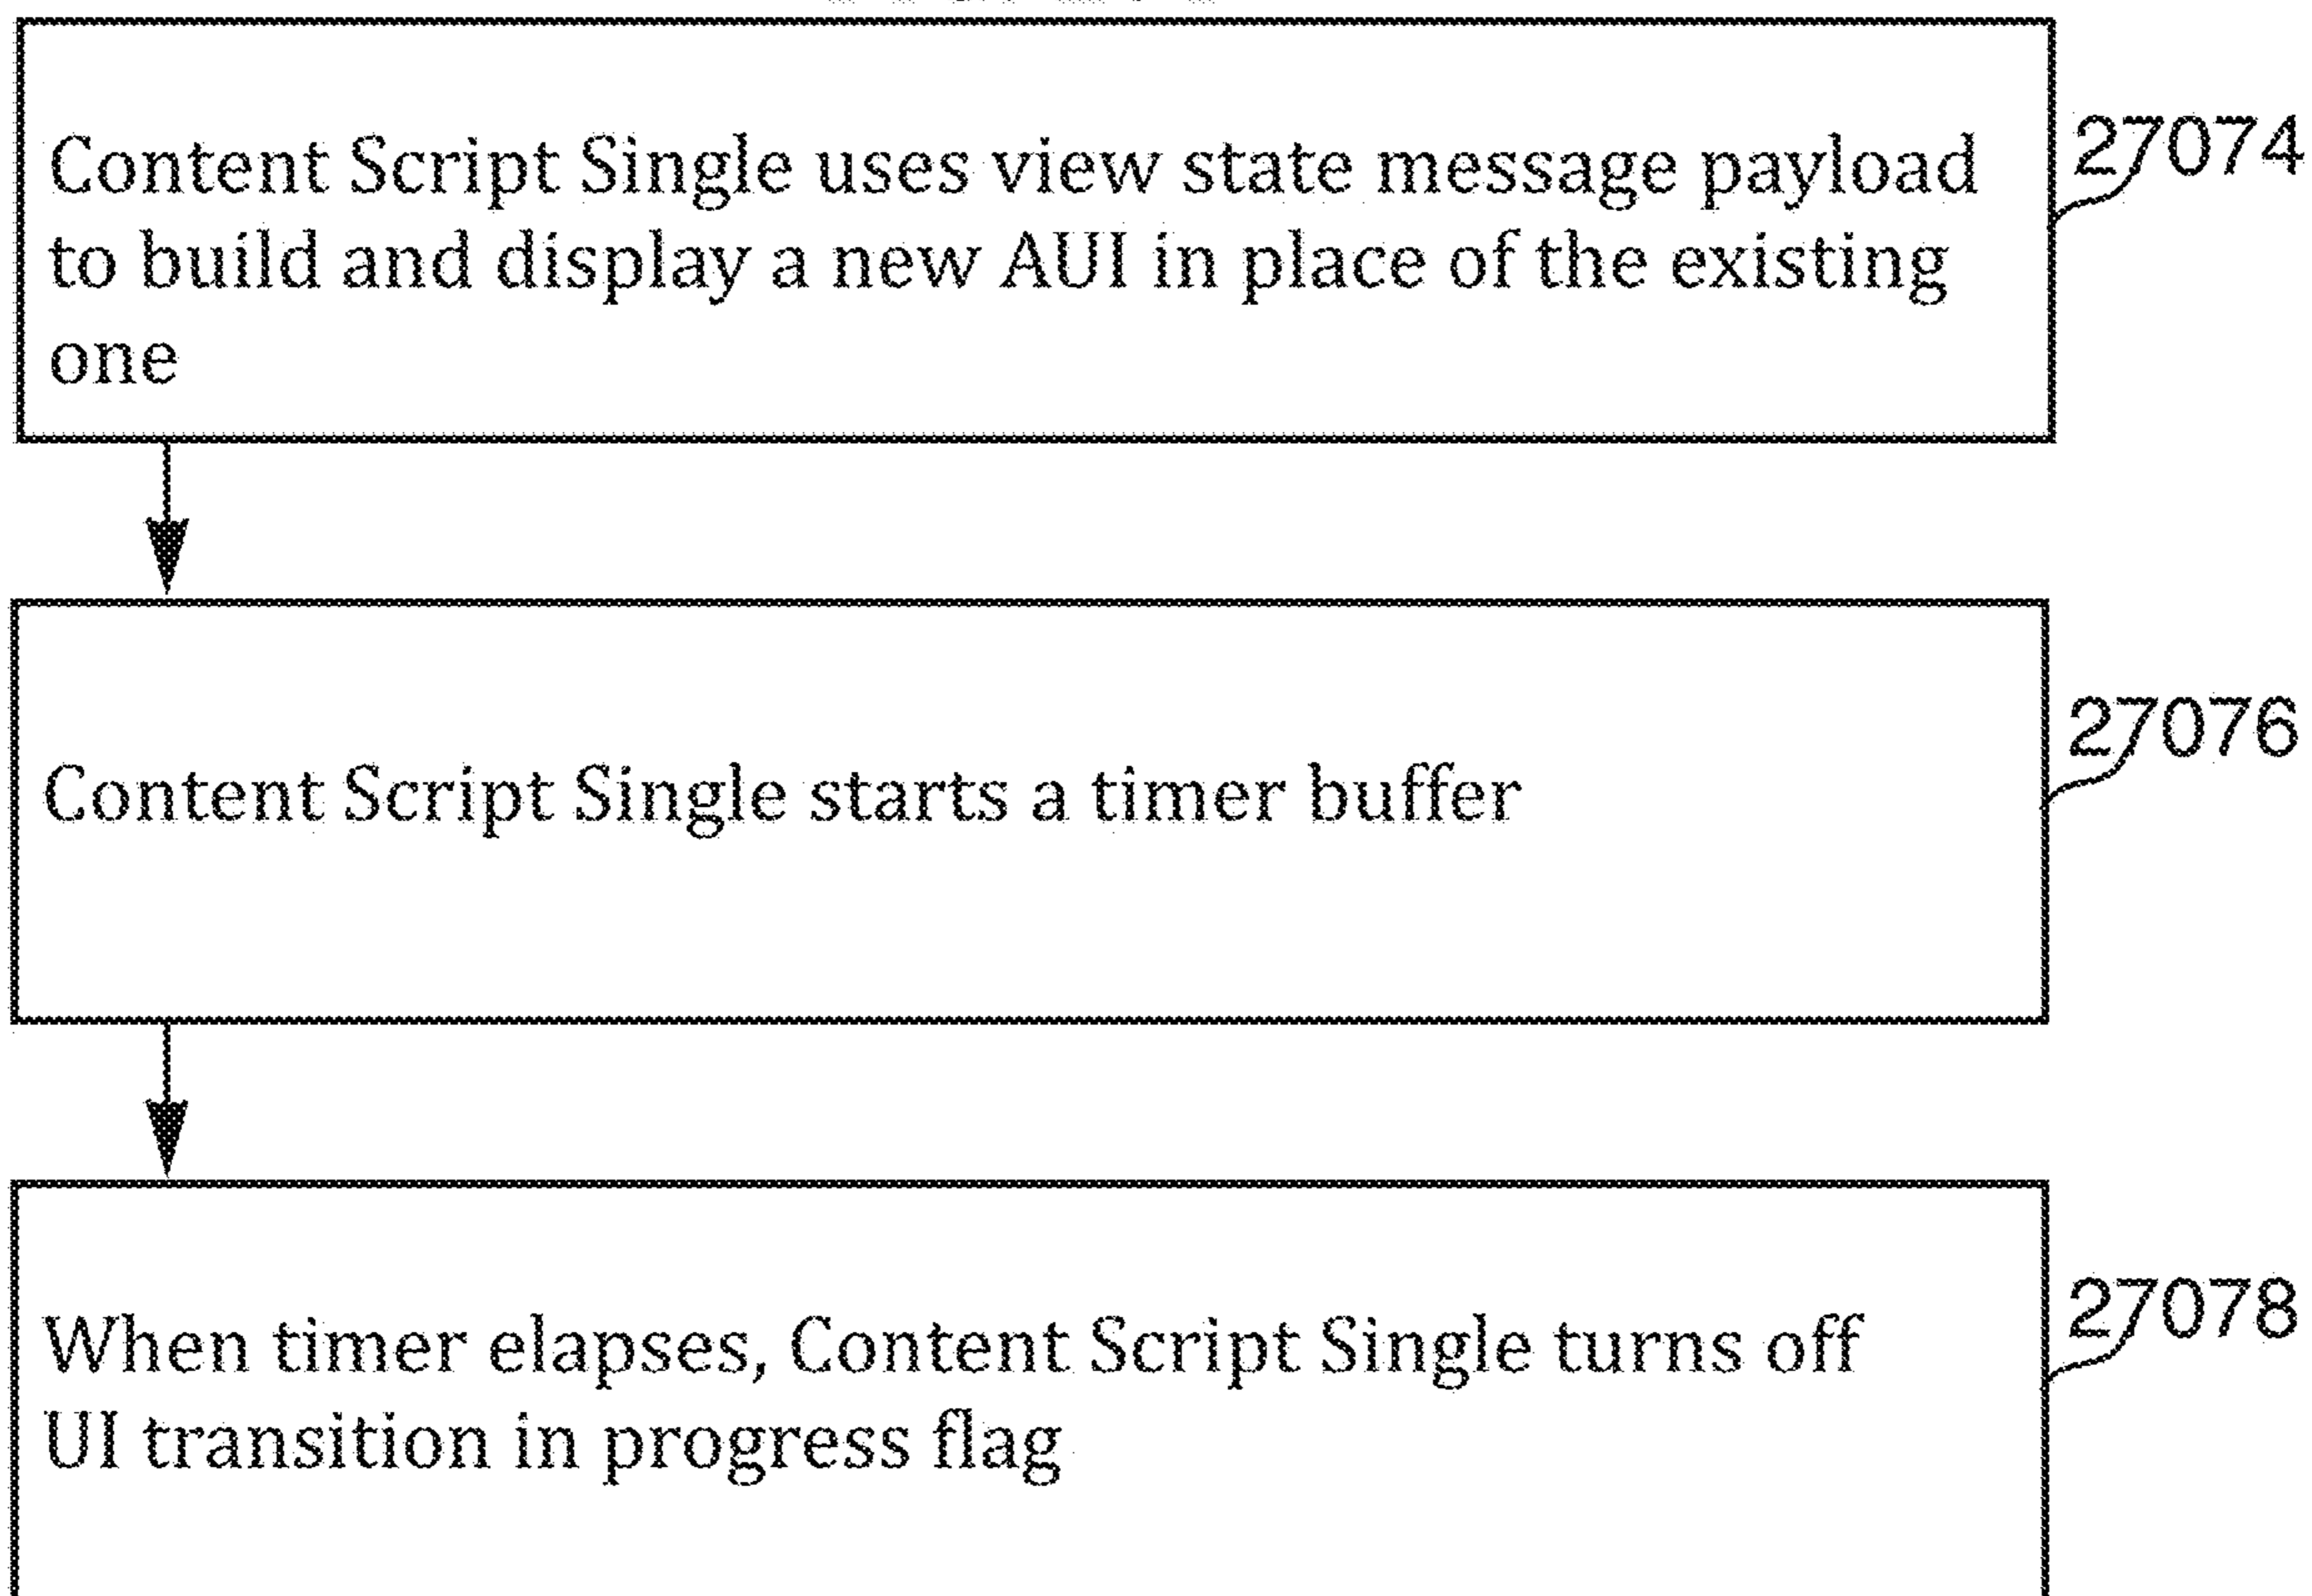 Content Script Single uses view state message payload
to build and display a new AUI in place of the existing
one
27074
Content Script Single starts a timer buffer
27076
When timer elapses, Content Script Single turns off
UI transition in progress flag
27078